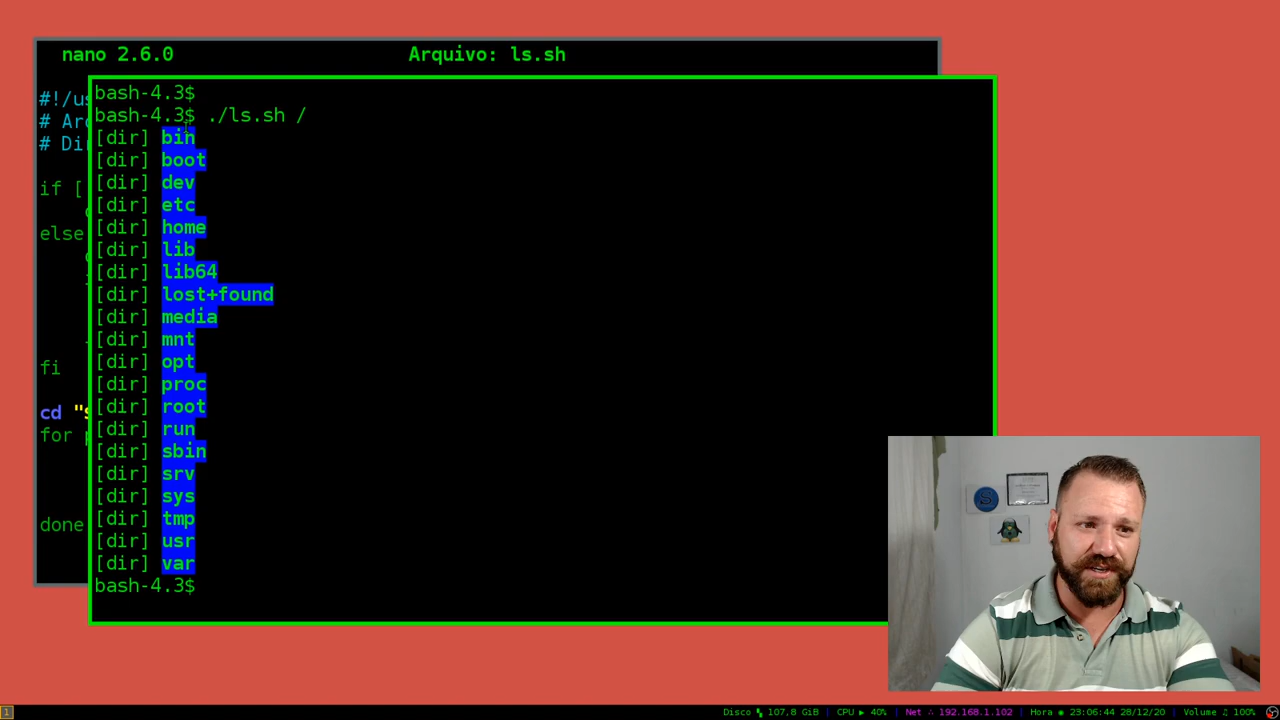 nano 2.6.0 Arquivo: ls.sh
bash-4.3$
bash-4.3$ ./ls.sh /
[dir] bin
[dir] boot
[dir] dev
[dir] etc
[dir] home
[dir] lib
[dir] lib64
[dir] lost+found
[dir] media
[dir] mnt
[dir] opt
[dir] proc
[dir] root
[dir] run
[dir] sbin
[dir] srv
[dir] sys
[dir] tmp
[dir] usr
[dir] var
bash-4.3$
#!/us
# Arc
# Di
if [
else
fi
cd "$
for
done
1
Disco 107,8 GiB | CPU ▶ 40% | Net 192.168.1.102 | Hora 23:06:44 28/12/20 | Volume ♫ 100%